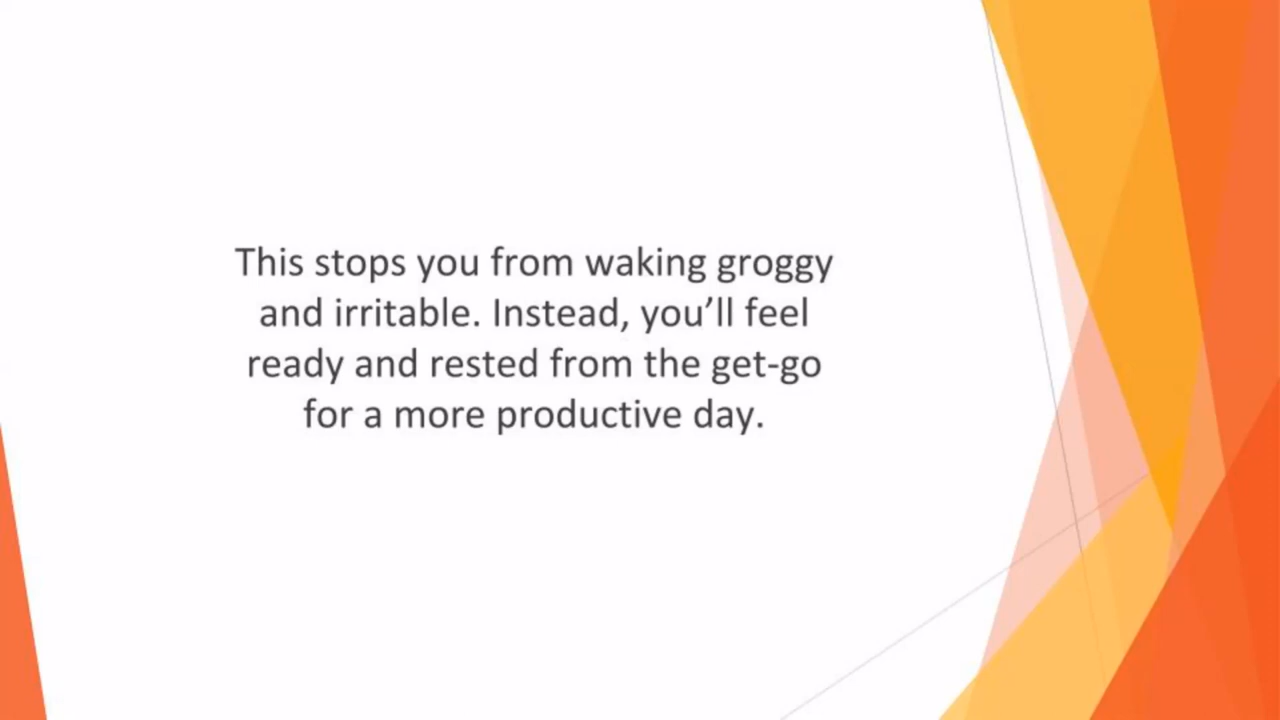 This stops you from waking groggy
and irritable. Instead, you’ll feel
ready and rested from the get-go
for a more productive day.